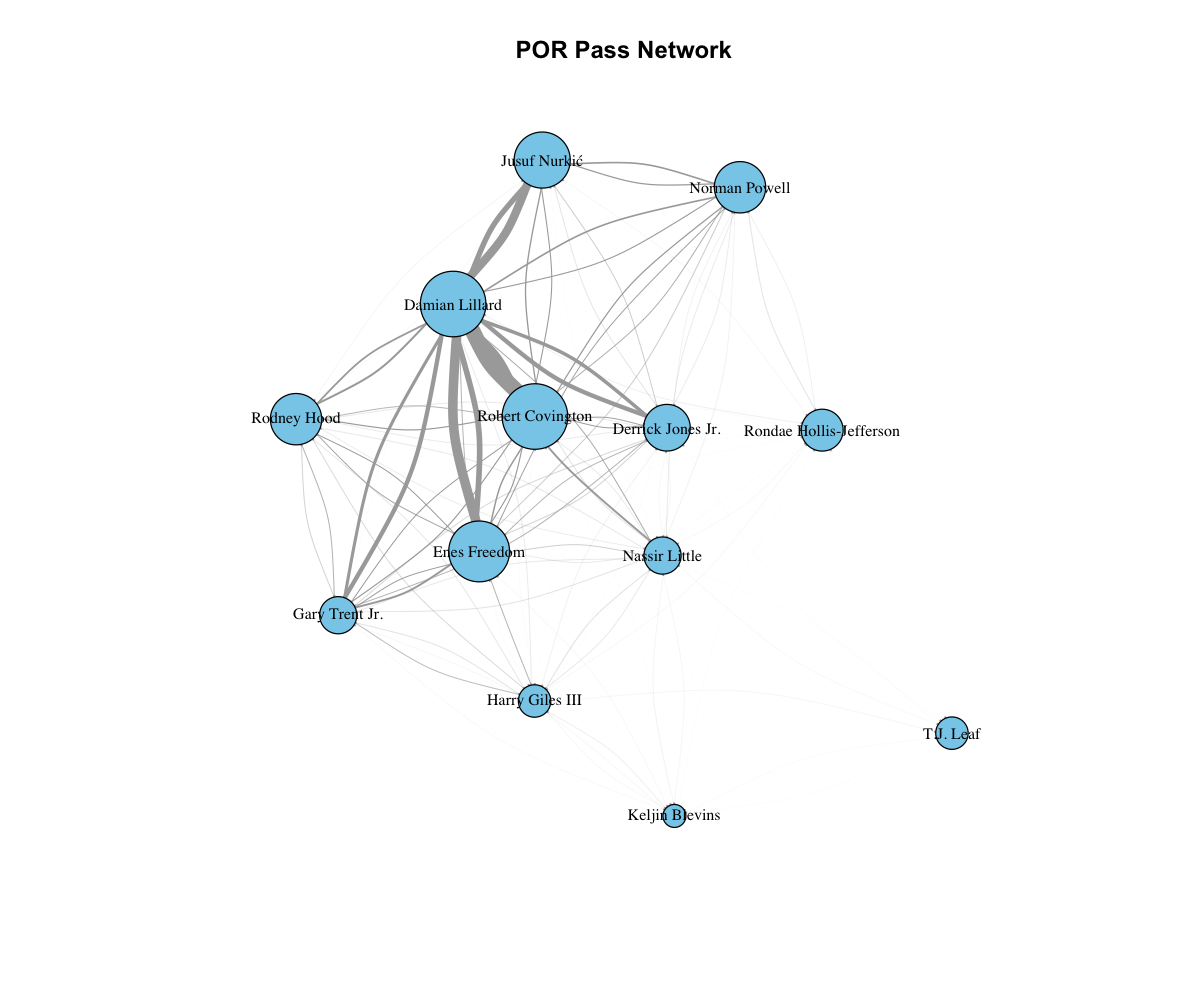 POR Pass Network
Jusuf Nurkić
Norman Powell
Damian Lillard
Rodney Hood
Robert Covington
Derrick Jones Jr.
Rondae Hollis-Jefferson
Enes Freedom
Nassir Little
Gary Trent Jr.
Harry Giles III
T.J. Leaf
Keljin Blevins